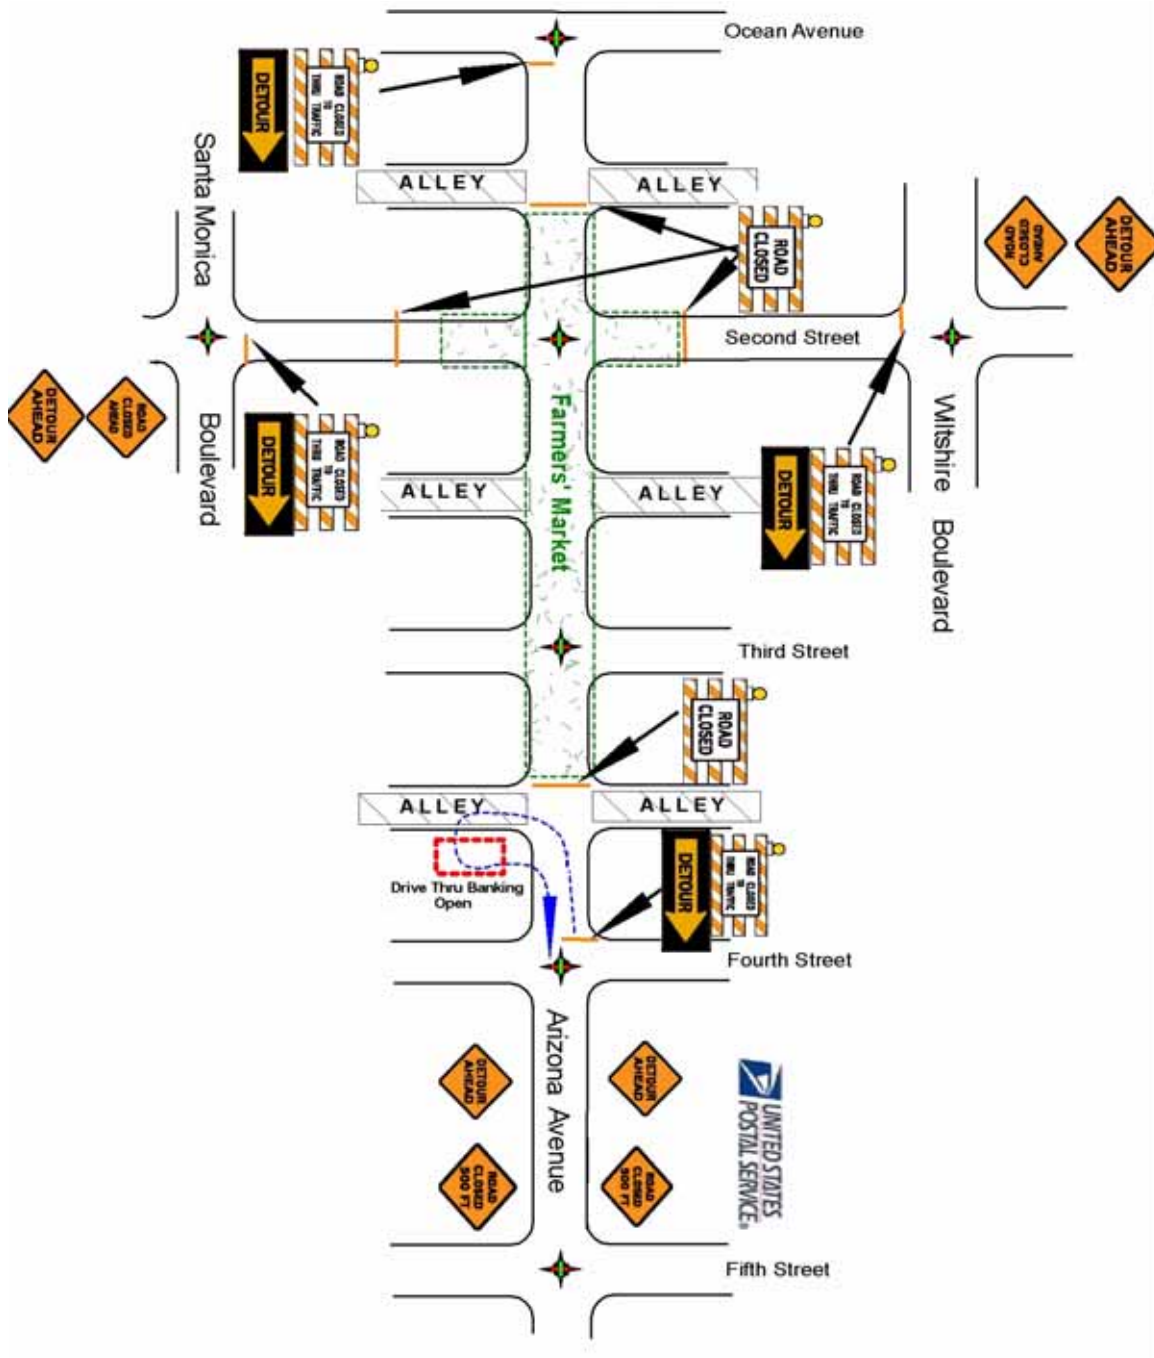 Ocean Avenue
DETOUR
ROAD CLOSED
TO
THRU TRAFFIC
Santa Monica
Boulevard
ALLEY
ALLEY
ROAD
CLOSED
ROAD
CLOSED
AHEAD
DETOUR
AHEAD
Second Street
DETOUR
AHEAD
ROAD
CLOSED
AHEAD
DETOUR
ROAD CLOSED
TO
THRU TRAFFIC
Farmers' Market
Wiltshire Boulevard
ALLEY
ALLEY
DETOUR
ROAD CLOSED
TO
THRU TRAFFIC
Third Street
ROAD
CLOSED
ALLEY
ALLEY
Drive Thru Banking
Open
DETOUR
ROAD CLOSED
TO
THRU TRAFFIC
Fourth Street
Arizona Avenue
DETOUR
AHEAD
DETOUR
AHEAD
ROAD
CLOSED
500 FT
ROAD
CLOSED
500 FT
UNITED STATES
POSTAL SERVICE®
Fifth Street